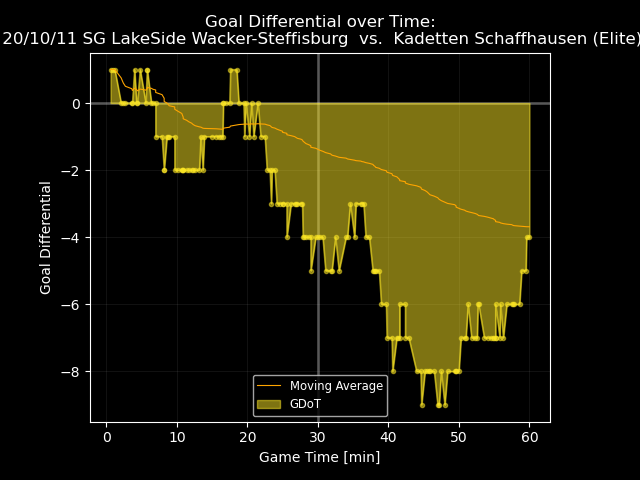 Goal Differential over Time:
20/10/11 SG LakeSide Wacker-Steffisburg vs. Kadetten Schaffhausen (Elite)
Goal Differential
0
−2
−4
−6
−8
Moving Average
GDoT
0 10 20 30 40 50 60
Game Time [min]